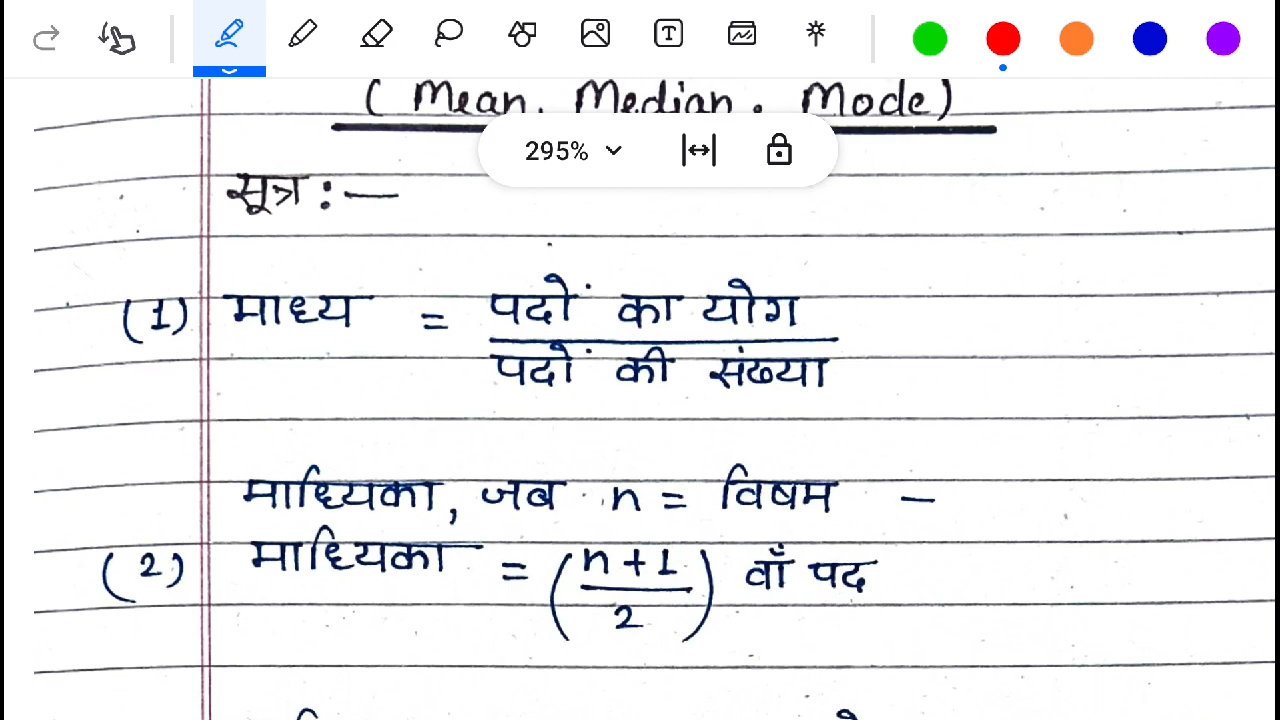 ( Mean. Median. Mode)
295%
सूत्र :—
(1) माध्य = पदों का योग
पदों की संख्या
माध्यिका, जब n = विषम —
(2) माध्यिका = (n+1/2) वाँ पद